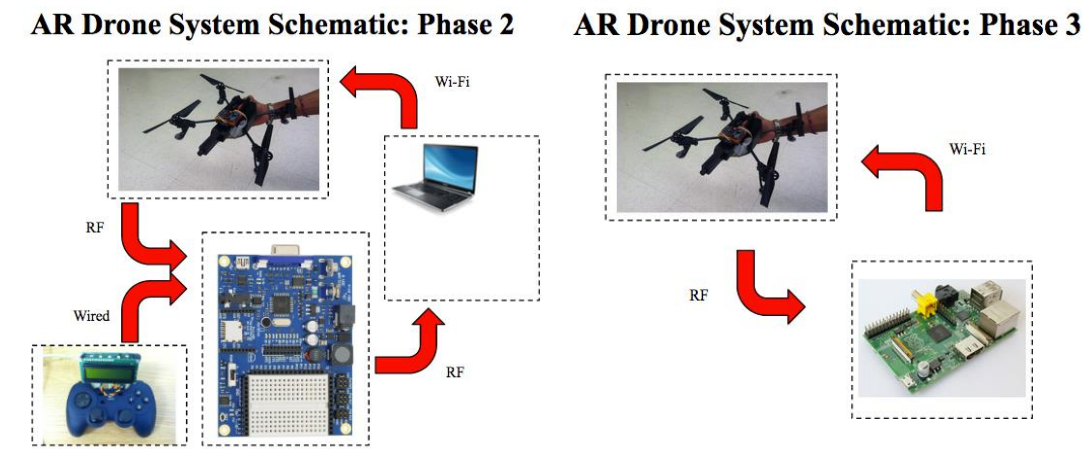 AR Drone System Schematic: Phase 2
Wi-Fi
RF
Wired
RF
AR Drone System Schematic: Phase 3
Wi-Fi
RF